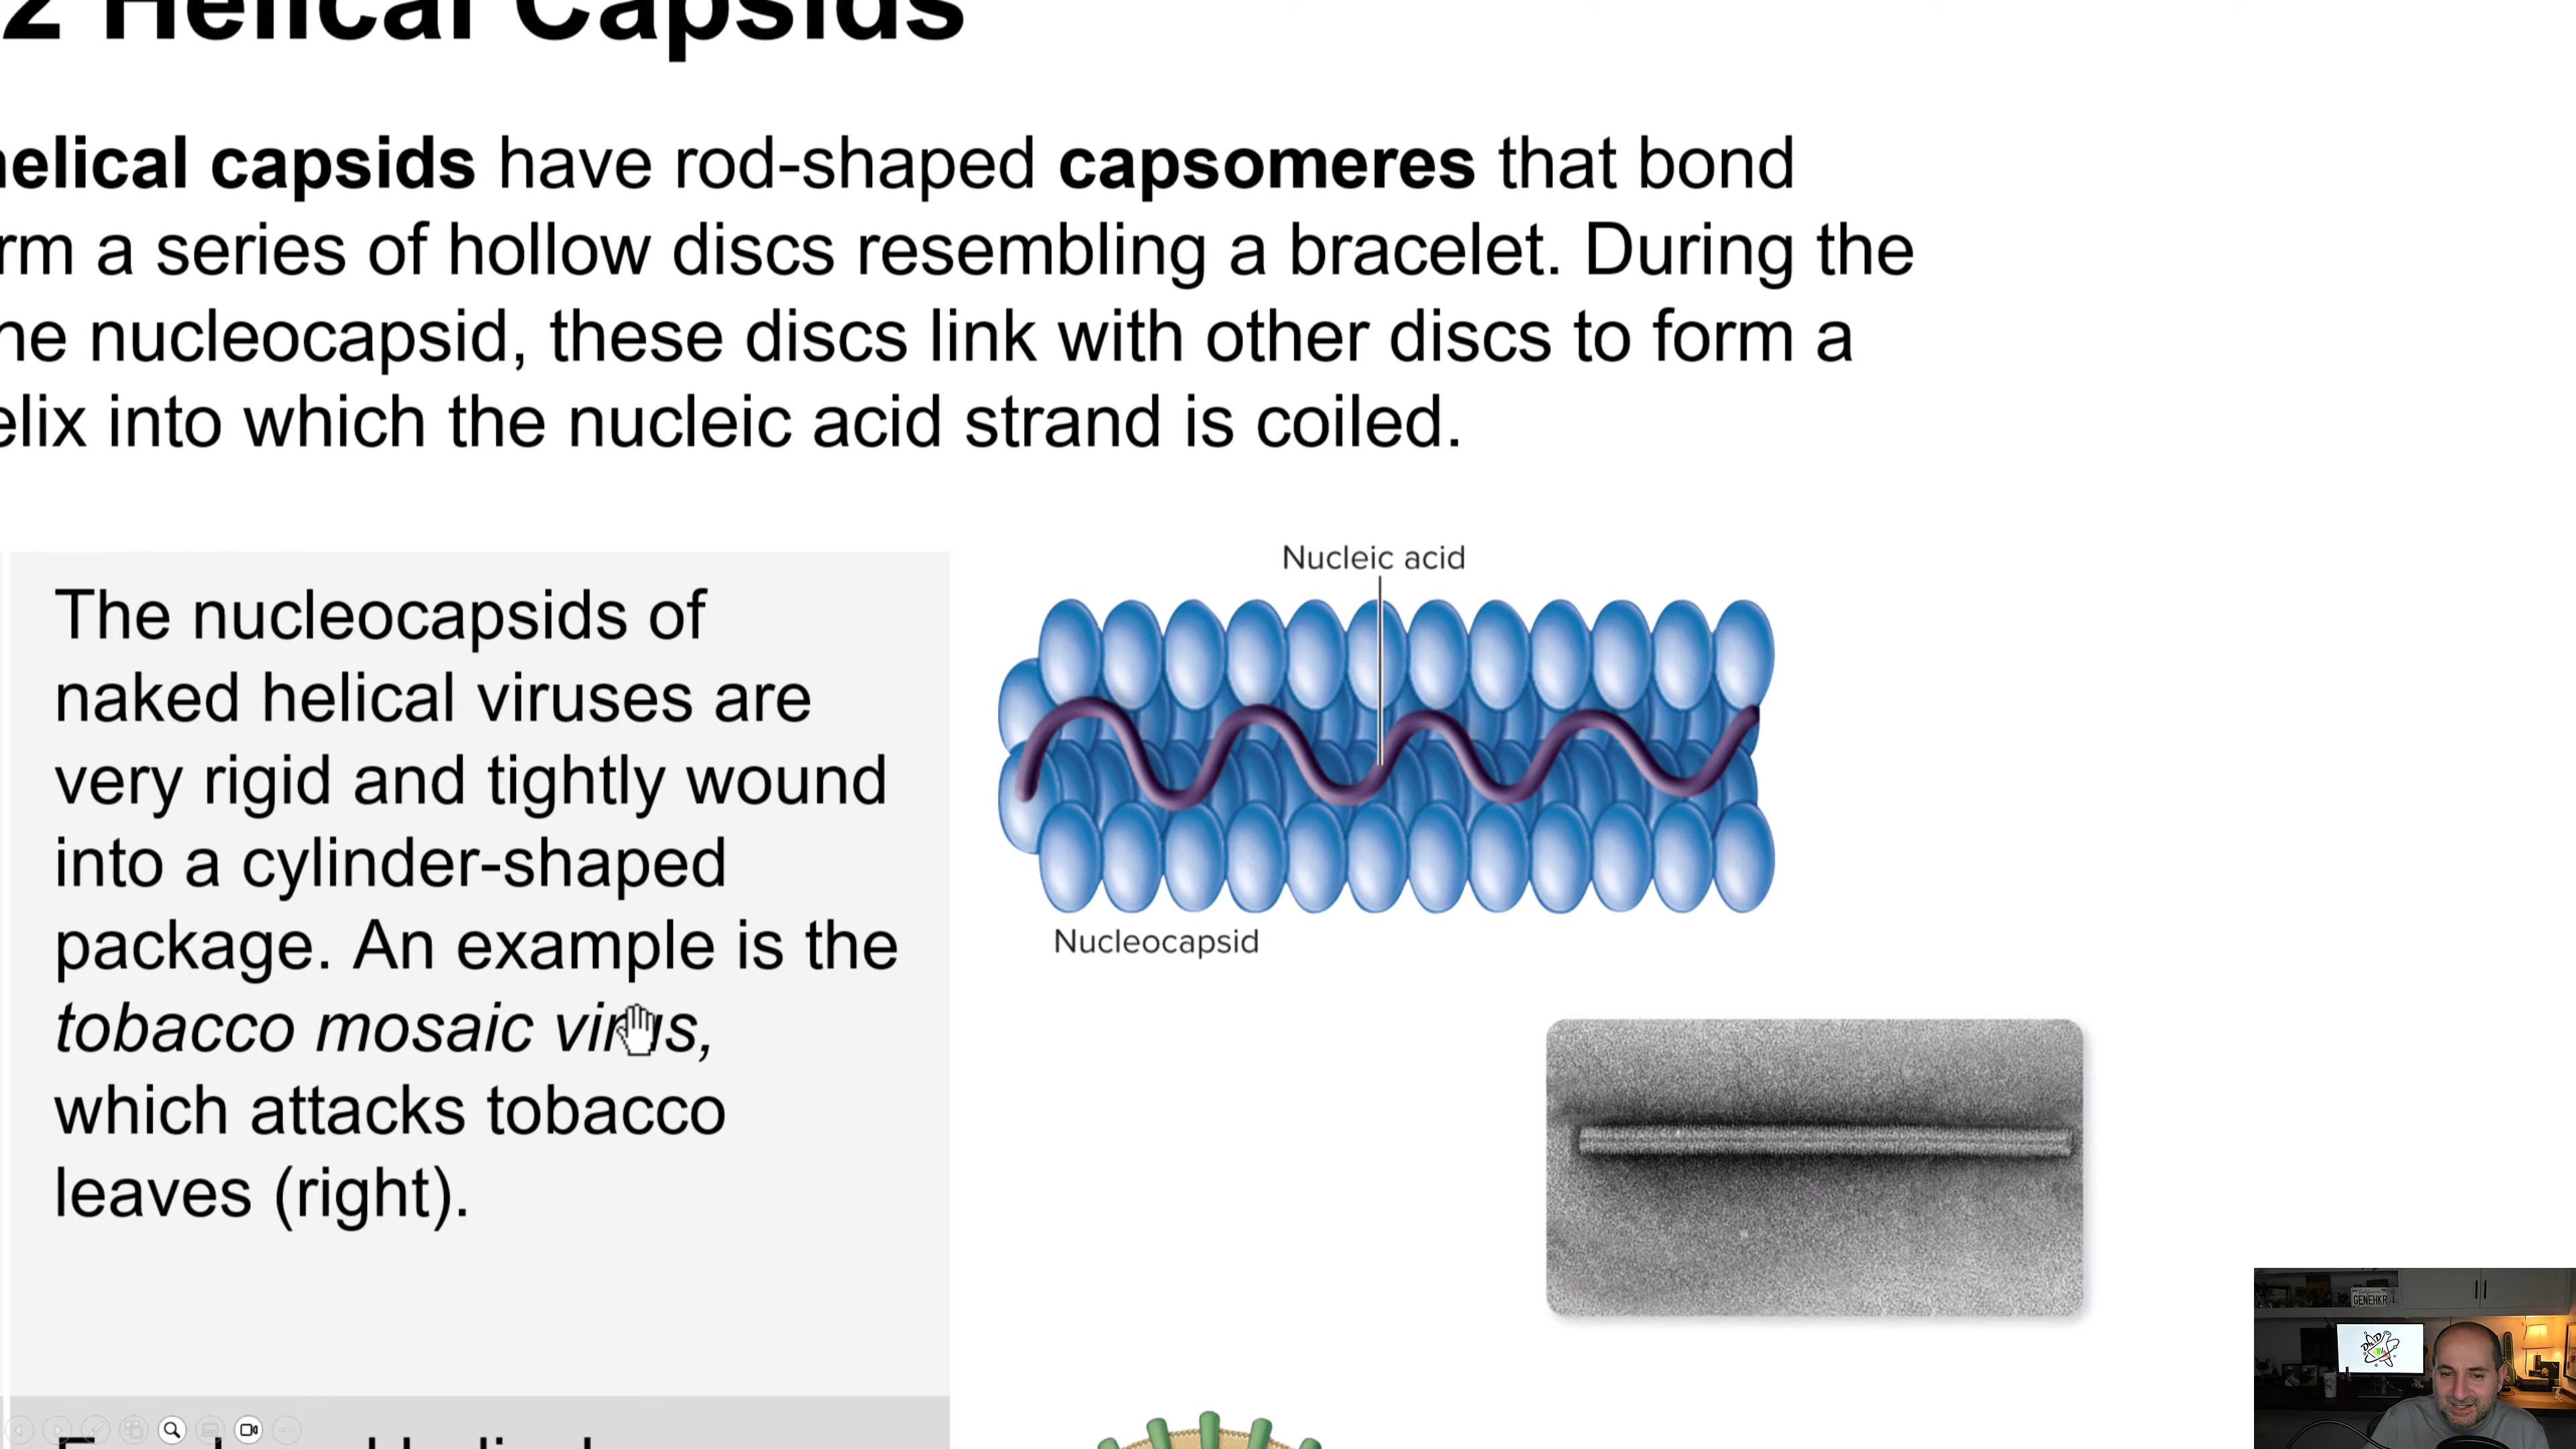 2 Helical Capsids
helical capsids have rod-shaped capsomeres that bond
rm a series of hollow discs resembling a bracelet. During the
he nucleocapsid, these discs link with other discs to form a
elix into which the nucleic acid strand is coiled.
The nucleocapsids of
naked helical viruses are
very rigid and tightly wound
into a cylinder-shaped
package. An example is the
tobacco mosaic virus,
which attacks tobacco
leaves (right).
Nucleic acid
Nucleocapsid
GENEHKR